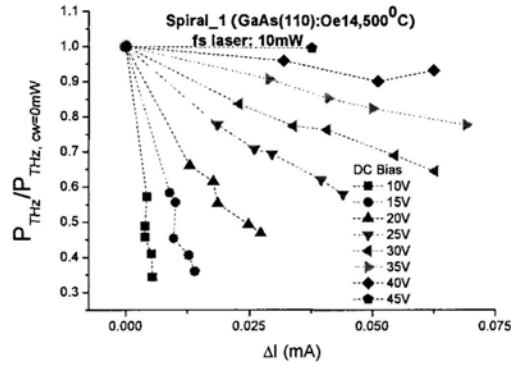 Spiral_1 (GaAs(110):Oe14,500⁰C)
fs laser: 10mW
P_THz/P_THz, cw=0mW
1.1
1.0
0.9
0.8
0.7
0.6
0.5
0.4
0.3
DC Bias
10V
15V
20V
25V
30V
35V
40V
45V
0.000
0.025
0.050
0.075
ΔI (mA)